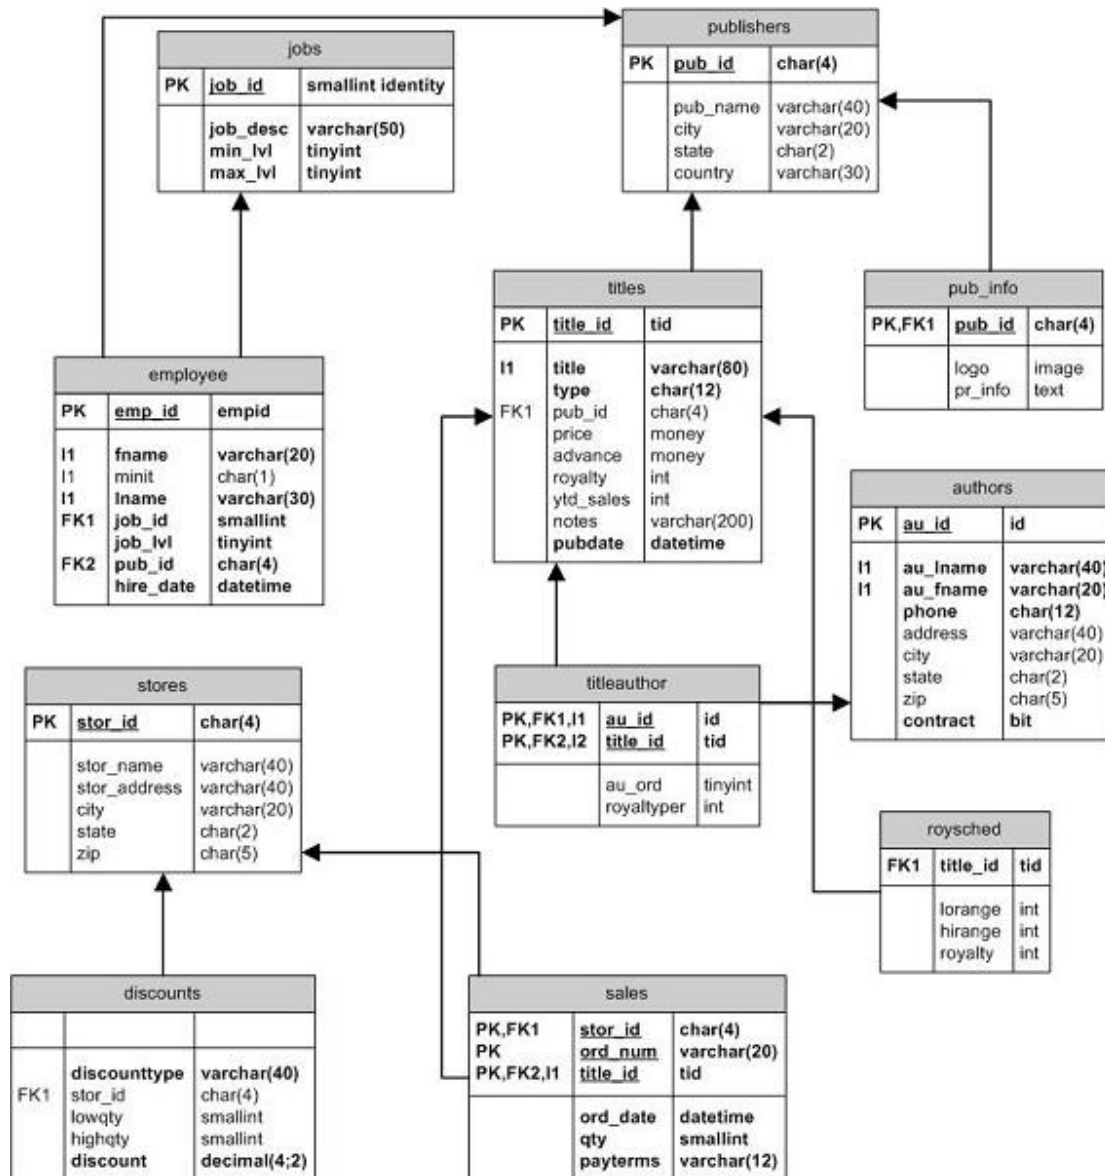 jobs
PK job_id smallint identity
job_desc varchar(50)
min_lvl tinyint
max_lvl tinyint
publishers
PK pub_id char(4)
pub_name varchar(40)
city varchar(20)
state char(2)
country varchar(30)
titles
PK title_id tid
I1 title varchar(80)
type char(12)
FK1 pub_id char(4)
price money
advance money
royalty int
ytd_sales int
notes varchar(200)
pubdate datetime
pub_info
PK,FK1 pub_id char(4)
logo image
pr_info text
employee
PK emp_id empid
I1 fname varchar(20)
I1 minit char(1)
I1 lname varchar(30)
FK1 job_id smallint
job_lvl tinyint
FK2 pub_id char(4)
hire_date datetime
authors
PK au_id id
I1 au_lname varchar(40)
I1 au_fname varchar(20)
phone char(12)
address varchar(40)
city varchar(20)
state char(2)
zip char(5)
contract bit
stores
PK stor_id char(4)
stor_name varchar(40)
stor_address varchar(40)
city varchar(20)
state char(2)
zip char(5)
titleauthor
PK,FK1,I1 au_id id
PK,FK2,I2 title_id tid
au_ord tinyint
royaltyper int
roysched
FK1 title_id tid
lorange int
hirange int
royalty int
discounts
discounttype varchar(40)
FK1 stor_id char(4)
lowqty smallint
highqty smallint
discount decimal(4;2)
sales
PK,FK1 stor_id char(4)
PK ord_num varchar(20)
PK,FK2,I1 title_id tid
ord_date datetime
qty smallint
payterms varchar(12)